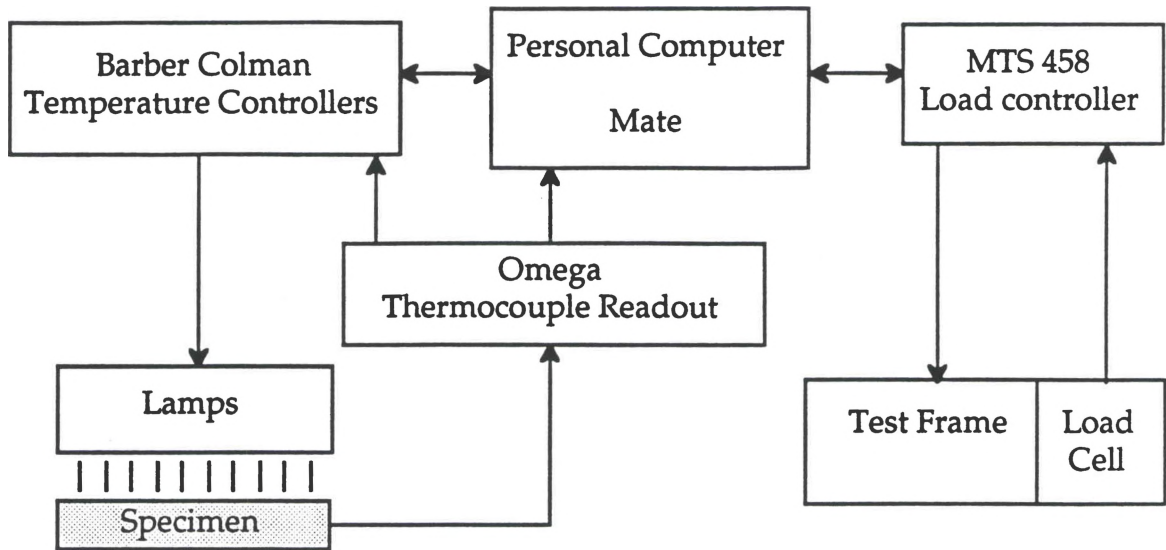 Barber Colman
Temperature Controllers
Personal Computer
Mate
MTS 458
Load controller
Omega
Thermocouple Readout
Lamps
Specimen
Test Frame
Load
Cell